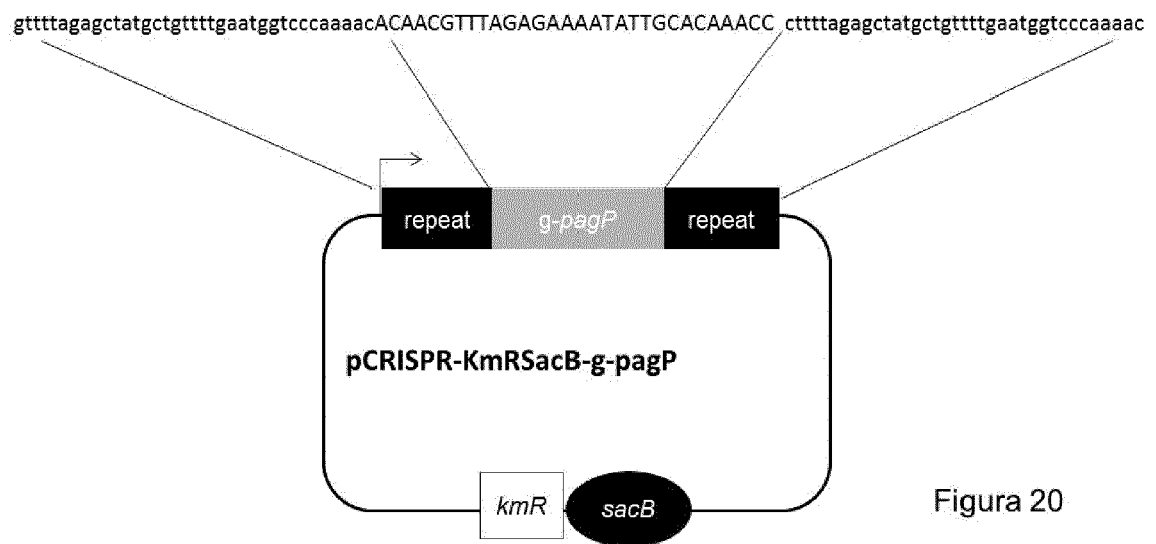 gttttagagctatgctgttttgaatggtcccaaaacACAACGTTTAGAGAAAATATTGCACAAACC cttttagagctatgctgttttgaatggtcccaaaac
repeat g-pagP repeat
pCRISPR-KmRSacB-g-pagP
kmR sacB
Figura 20